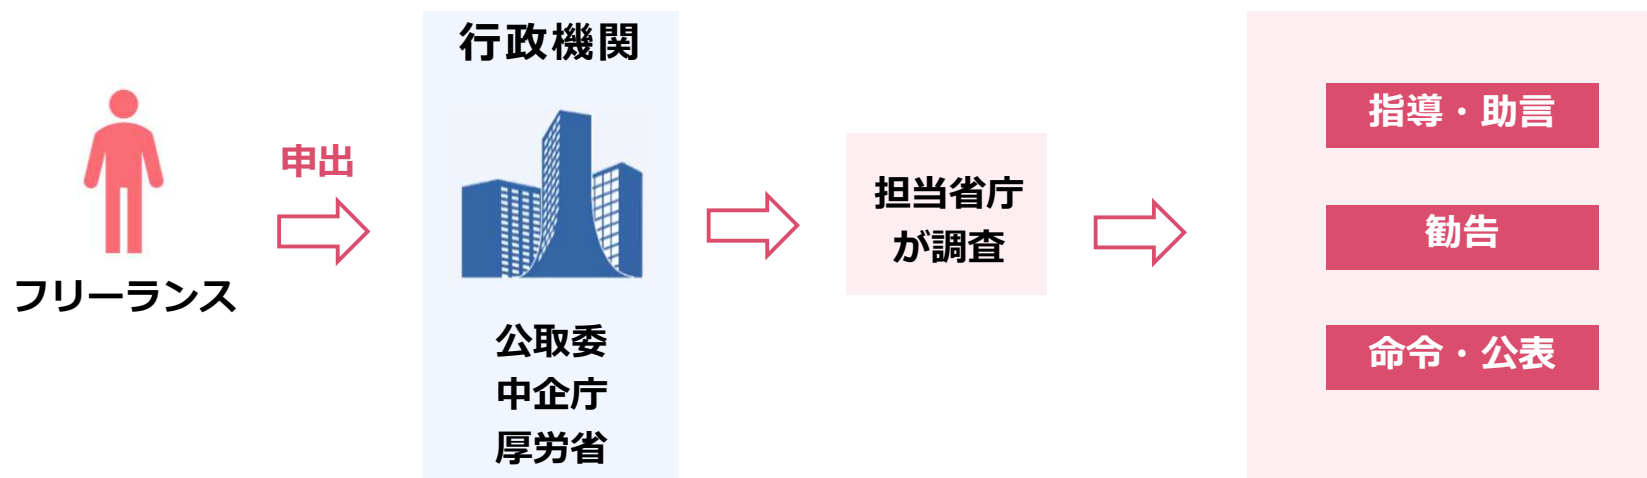 フリーランス
申出
行政機関
公取委
中企庁
厚労省
担当省庁
が調査
指導・助言
勧告
命令・公表